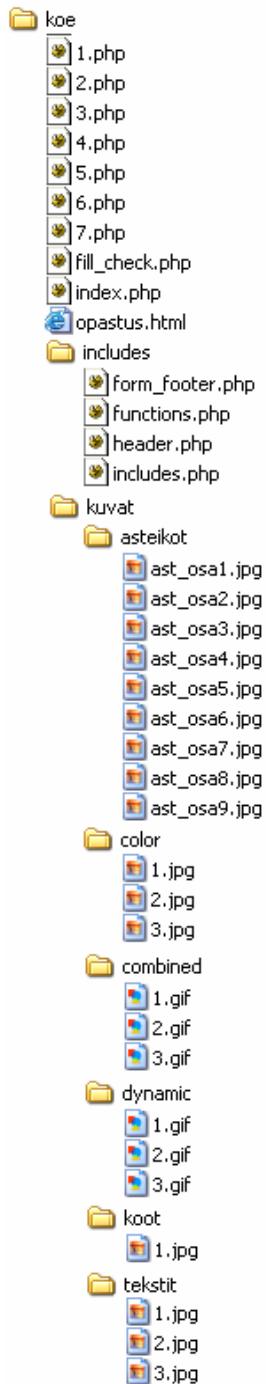 koe
1.php
2.php
3.php
4.php
5.php
6.php
7.php
fill_check.php
index.php
opastus.html
includes
form_footer.php
functions.php
header.php
includes.php
kuvat
asteikot
ast_osa1.jpg
ast_osa2.jpg
ast_osa3.jpg
ast_osa4.jpg
ast_osa5.jpg
ast_osa6.jpg
ast_osa7.jpg
ast_osa8.jpg
ast_osa9.jpg
color
1.jpg
2.jpg
3.jpg
combined
1.gif
2.gif
3.gif
dynamic
1.gif
2.gif
3.gif
koot
1.jpg
tekstit
1.jpg
2.jpg
3.jpg